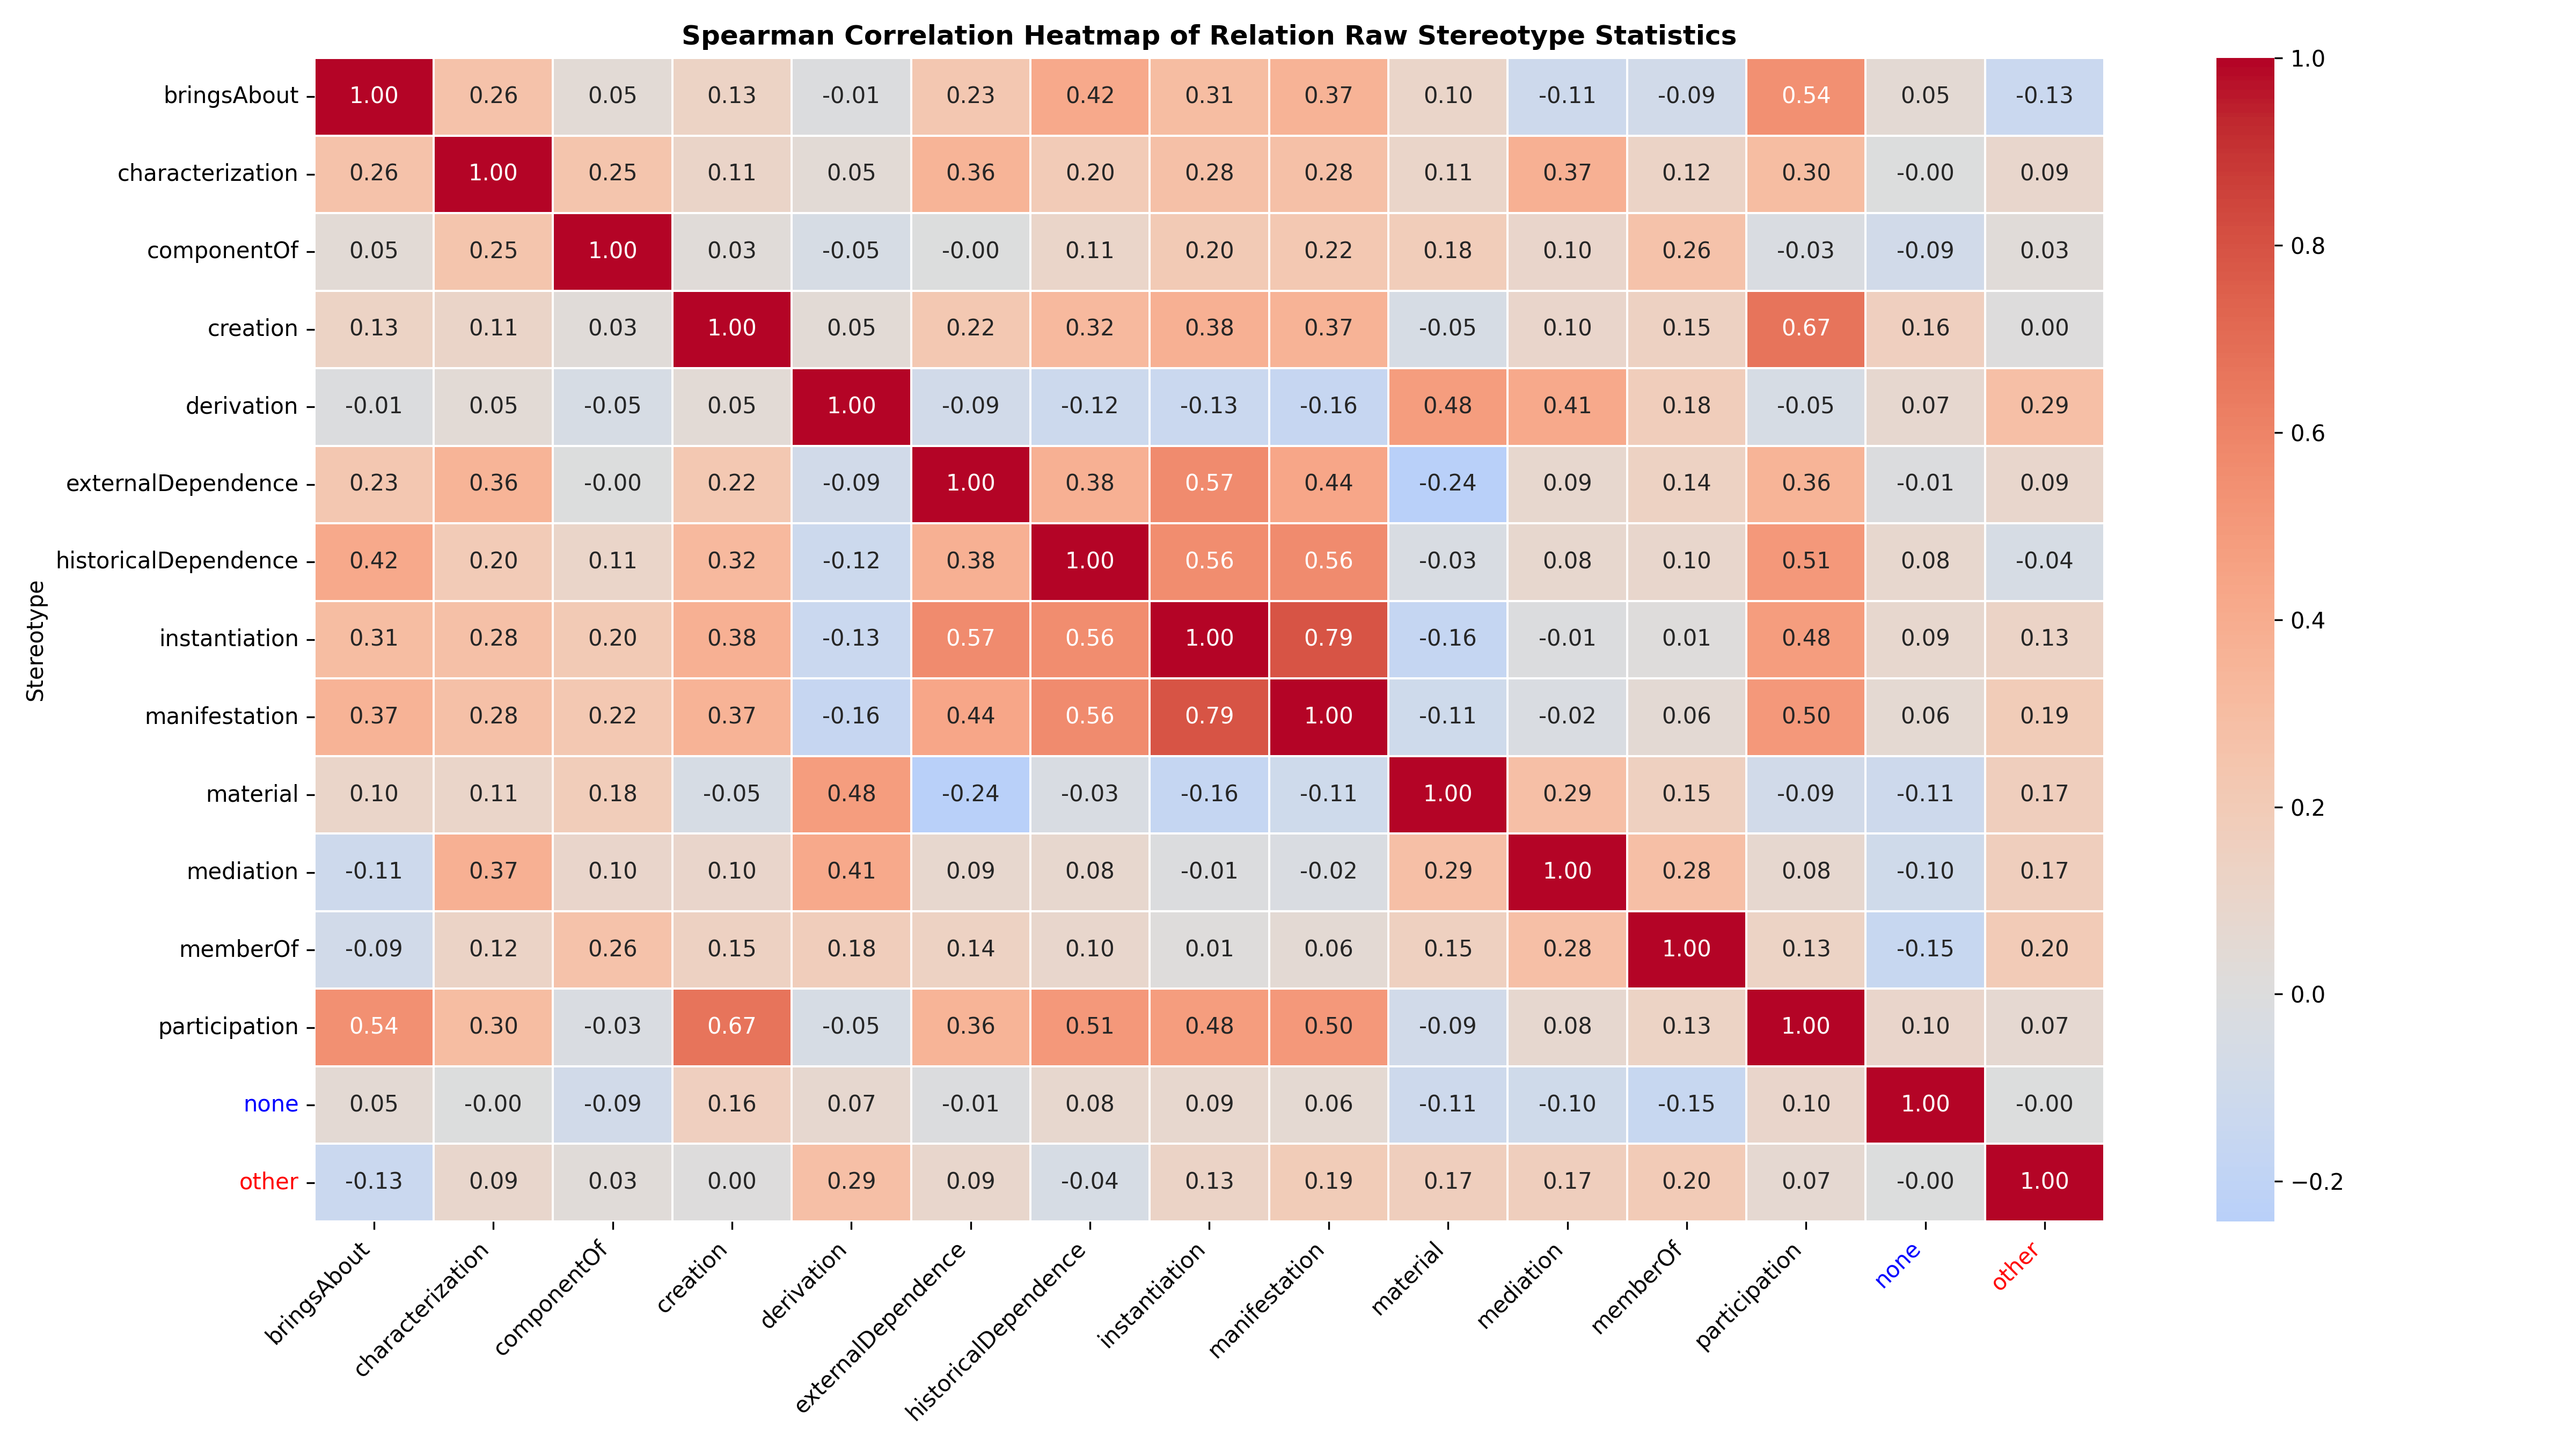 Spearman Correlation Heatmap of Relation Raw Stereotype Statistics
bringsAbout 1.00 0.26 0.05 0.13 -0.01 0.23 0.42 0.31 0.37 0.10 -0.11 -0.09 0.54 0.05 -0.13
characterization 0.26 1.00 0.25 0.11 0.05 0.36 0.20 0.28 0.28 0.11 0.37 0.12 0.30 -0.00 0.09
componentOf 0.05 0.25 1.00 0.03 -0.05 -0.00 0.11 0.20 0.22 0.18 0.10 0.26 -0.03 -0.09 0.03
creation 0.13 0.11 0.03 1.00 0.05 0.22 0.32 0.38 0.37 -0.05 0.10 0.15 0.67 0.16 0.00
derivation -0.01 0.05 -0.05 0.05 1.00 -0.09 -0.12 -0.13 -0.16 0.48 0.41 0.18 -0.05 0.07 0.29
externalDependence 0.23 0.36 -0.00 0.22 -0.09 1.00 0.38 0.57 0.44 -0.24 0.09 0.14 0.36 -0.01 0.09
historicalDependence 0.42 0.20 0.11 0.32 -0.12 0.38 1.00 0.56 0.56 -0.03 0.08 0.10 0.51 0.08 -0.04
instantiation 0.31 0.28 0.20 0.38 -0.13 0.57 0.56 1.00 0.79 -0.16 -0.01 0.01 0.48 0.09 0.13
manifestation 0.37 0.28 0.22 0.37 -0.16 0.44 0.56 0.79 1.00 -0.11 -0.02 0.06 0.50 0.06 0.19
material 0.10 0.11 0.18 -0.05 0.48 -0.24 -0.03 -0.16 -0.11 1.00 0.29 0.15 -0.09 -0.11 0.17
mediation -0.11 0.37 0.10 0.10 0.41 0.09 0.08 -0.01 -0.02 0.29 1.00 0.28 0.08 -0.10 0.17
memberOf -0.09 0.12 0.26 0.15 0.18 0.14 0.10 0.01 0.06 0.15 0.28 1.00 0.13 -0.15 0.20
participation 0.54 0.30 -0.03 0.67 -0.05 0.36 0.51 0.48 0.50 -0.09 0.08 0.13 1.00 0.10 0.07
none 0.05 -0.00 -0.09 0.16 0.07 -0.01 0.08 0.09 0.06 -0.11 -0.10 -0.15 0.10 1.00 -0.00
other -0.13 0.09 0.03 0.00 0.29 0.09 -0.04 0.13 0.19 0.17 0.17 0.20 0.07 -0.00 1.00
Stereotype
bringsAbout
characterization
componentOf
creation
derivation
externalDependence
historicalDependence
instantiation
manifestation
material
mediation
memberOf
participation
none
other
1.0
0.8
0.6
0.4
0.2
0.0
−0.2